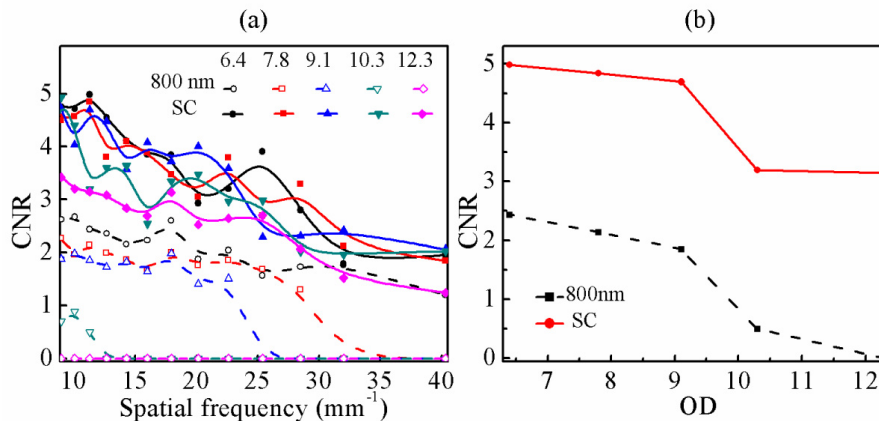 (a)
6.4 7.8 9.1 10.3 12.3
800 nm
SC
5
4
3
2
1
0
CNR
10 15 20 25 30 35 40
Spatial frequency (mm-1)
(b)
5
4
3
2
1
0
CNR
800nm
SC
7 8 9 10 11 12
OD